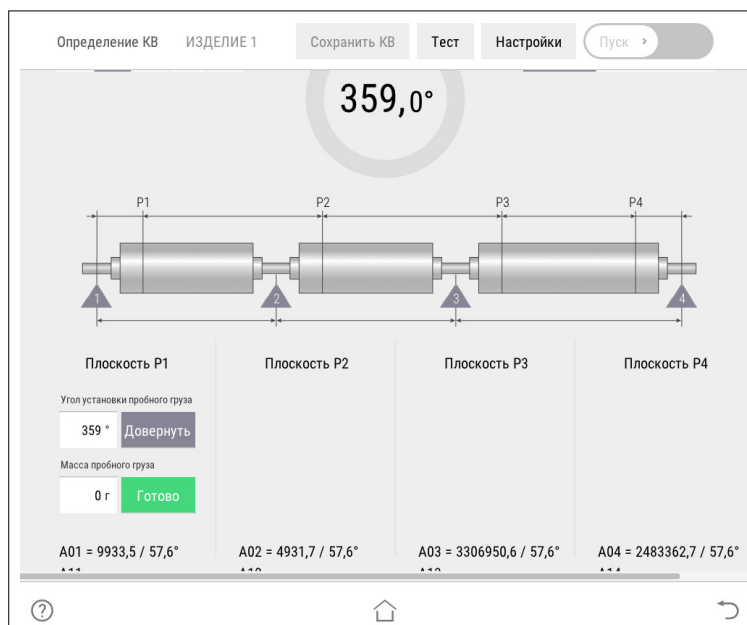 Определение КВ ИЗДЕЛИЕ 1 Сохранить КВ Тест Настройки Пуск
359,0°
P1 P2 P3 P4
1 2 3 4
Плоскость P1 Плоскость P2 Плоскость P3 Плоскость P4
Угол установки пробного груза
359 ° Довернуть
Масса пробного груза
0 г Готово
A01 = 9933,5 / 57,6° A02 = 4931,7 / 57,6° A03 = 3306950,6 / 57,6° A04 = 2483362,7 / 57,6°